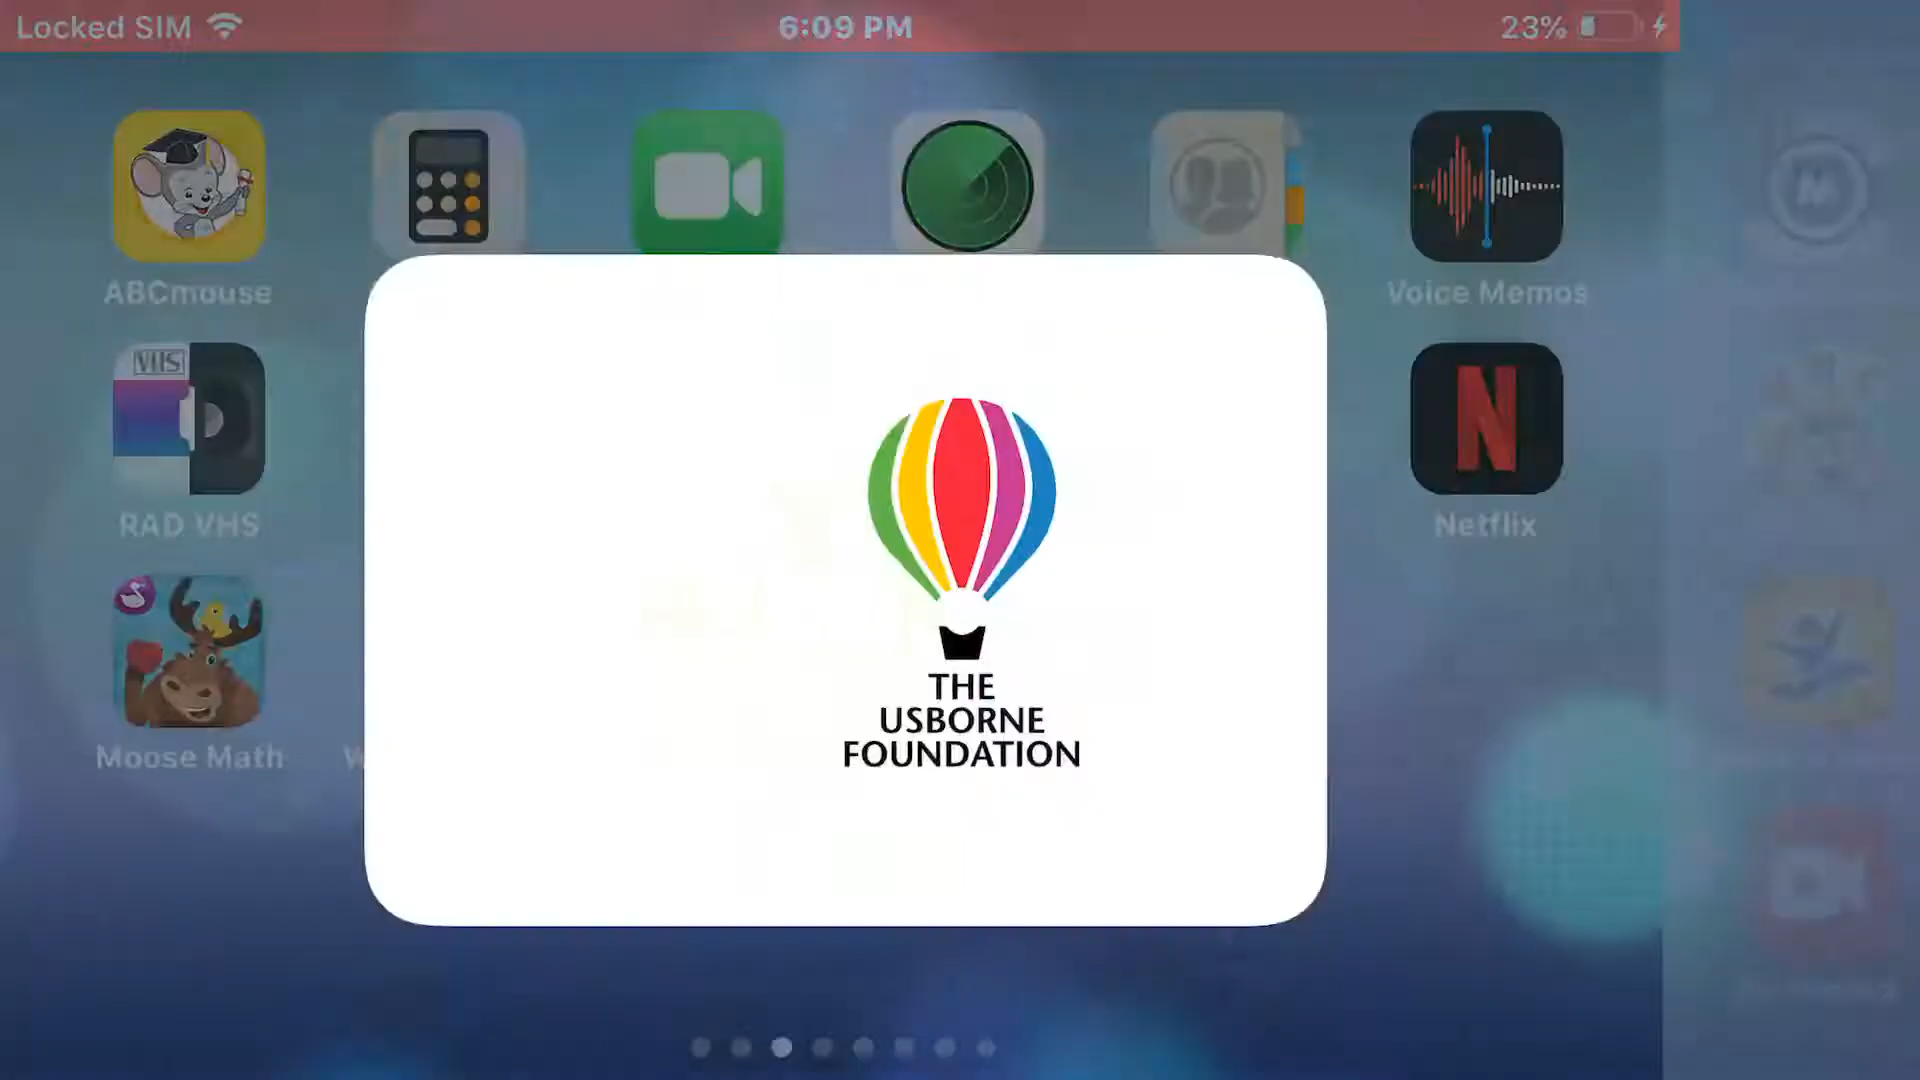 Locked SIM
6:09 PM
23%
ABCmouse
Voice Memos
VHS
RAD VHS
N
Netflix
Moose Math
W
THE
USBORNE
FOUNDATION